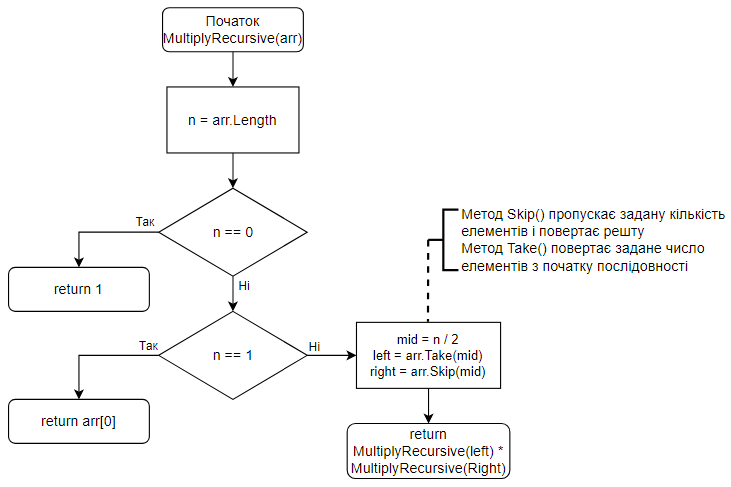 Початок
MultiplyRecursive(arr)
n = arr.Length
Так
n == 0
Ні
return 1
Метод Skip() пропускає задану кількість
елементів і повертає решту
Метод Take() повертає задане число
елементів з початку послідовності
Так
n == 1
Ні
mid = n / 2
left = arr.Take(mid)
right = arr.Skip(mid)
return arr[0]
return
MultiplyRecursive(left) *
MultiplyRecursive(Right)